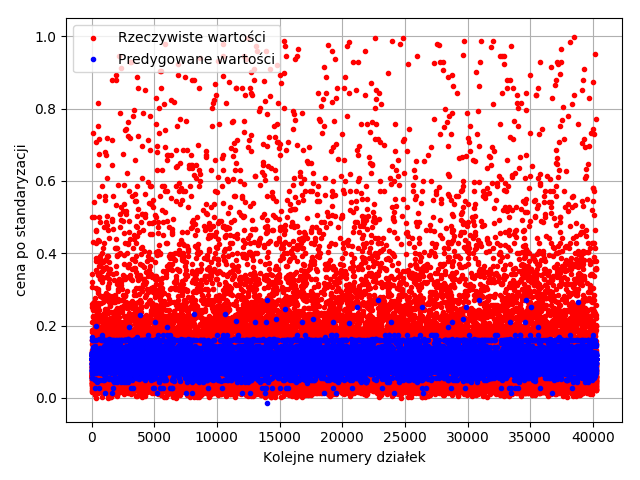 Rzeczywiste wartości
Predygowane wartości
cena po standaryzacji
1.0
0.8
0.6
0.4
0.2
0.0
0 5000 10000 15000 20000 25000 30000 35000 40000
Kolejne numery działek